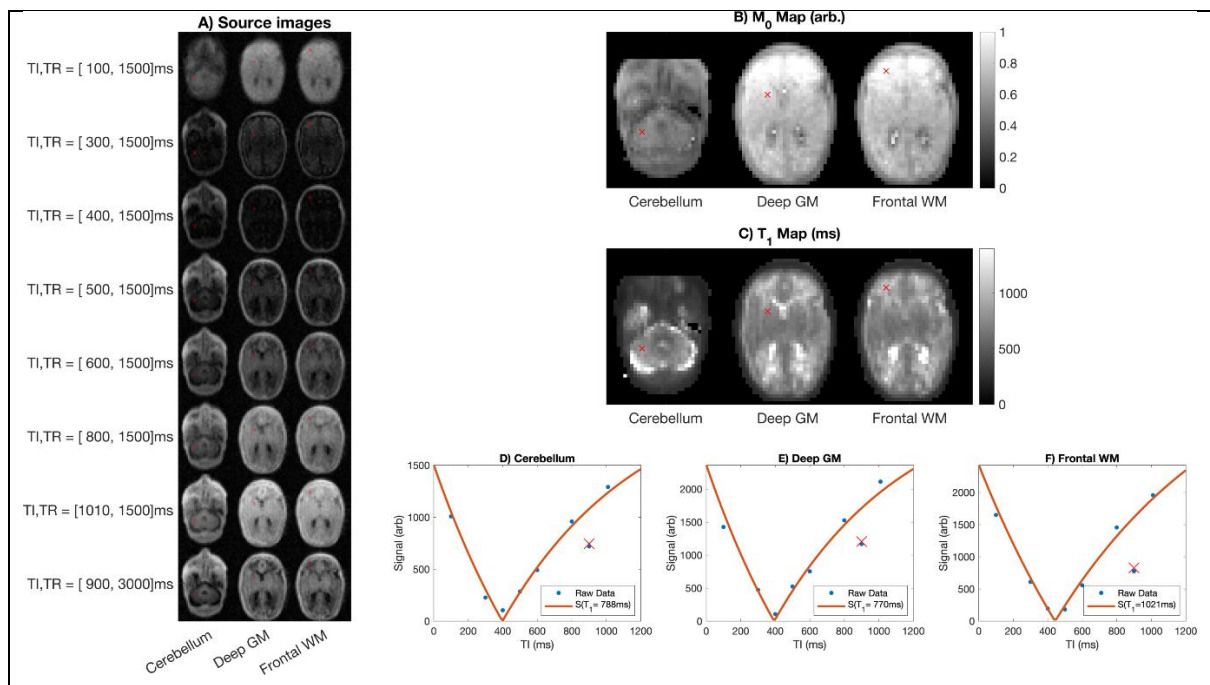 A) Source images
TI,TR = [ 100, 1500]ms
TI,TR = [ 300, 1500]ms
TI,TR = [ 400, 1500]ms
TI,TR = [ 500, 1500]ms
TI,TR = [ 600, 1500]ms
TI,TR = [ 800, 1500]ms
TI,TR = [1010, 1500]ms
TI,TR = [ 900, 3000]ms
Cerebellum
Deep GM
Frontal WM
B) M0 Map (arb.)
1
0.8
0.6
0.4
0.2
0
Cerebellum Deep GM Frontal WM
C) T1 Map (ms)
1000
500
0
Cerebellum Deep GM Frontal WM
D) Cerebellum
Signal (arb)
1500
1000
500
0
Raw Data
S(T1= 788ms)
0 200 400 600 800 1000 1200
TI (ms)
E) Deep GM
Signal (arb)
2000
1500
1000
500
0
Raw Data
S(T1= 770ms)
0 200 400 600 800 1000 1200
TI (ms)
F) Frontal WM
Signal (arb)
2000
1500
1000
500
0
Raw Data
S(T1=1021ms)
0 200 400 600 800 1000 1200
TI (ms)